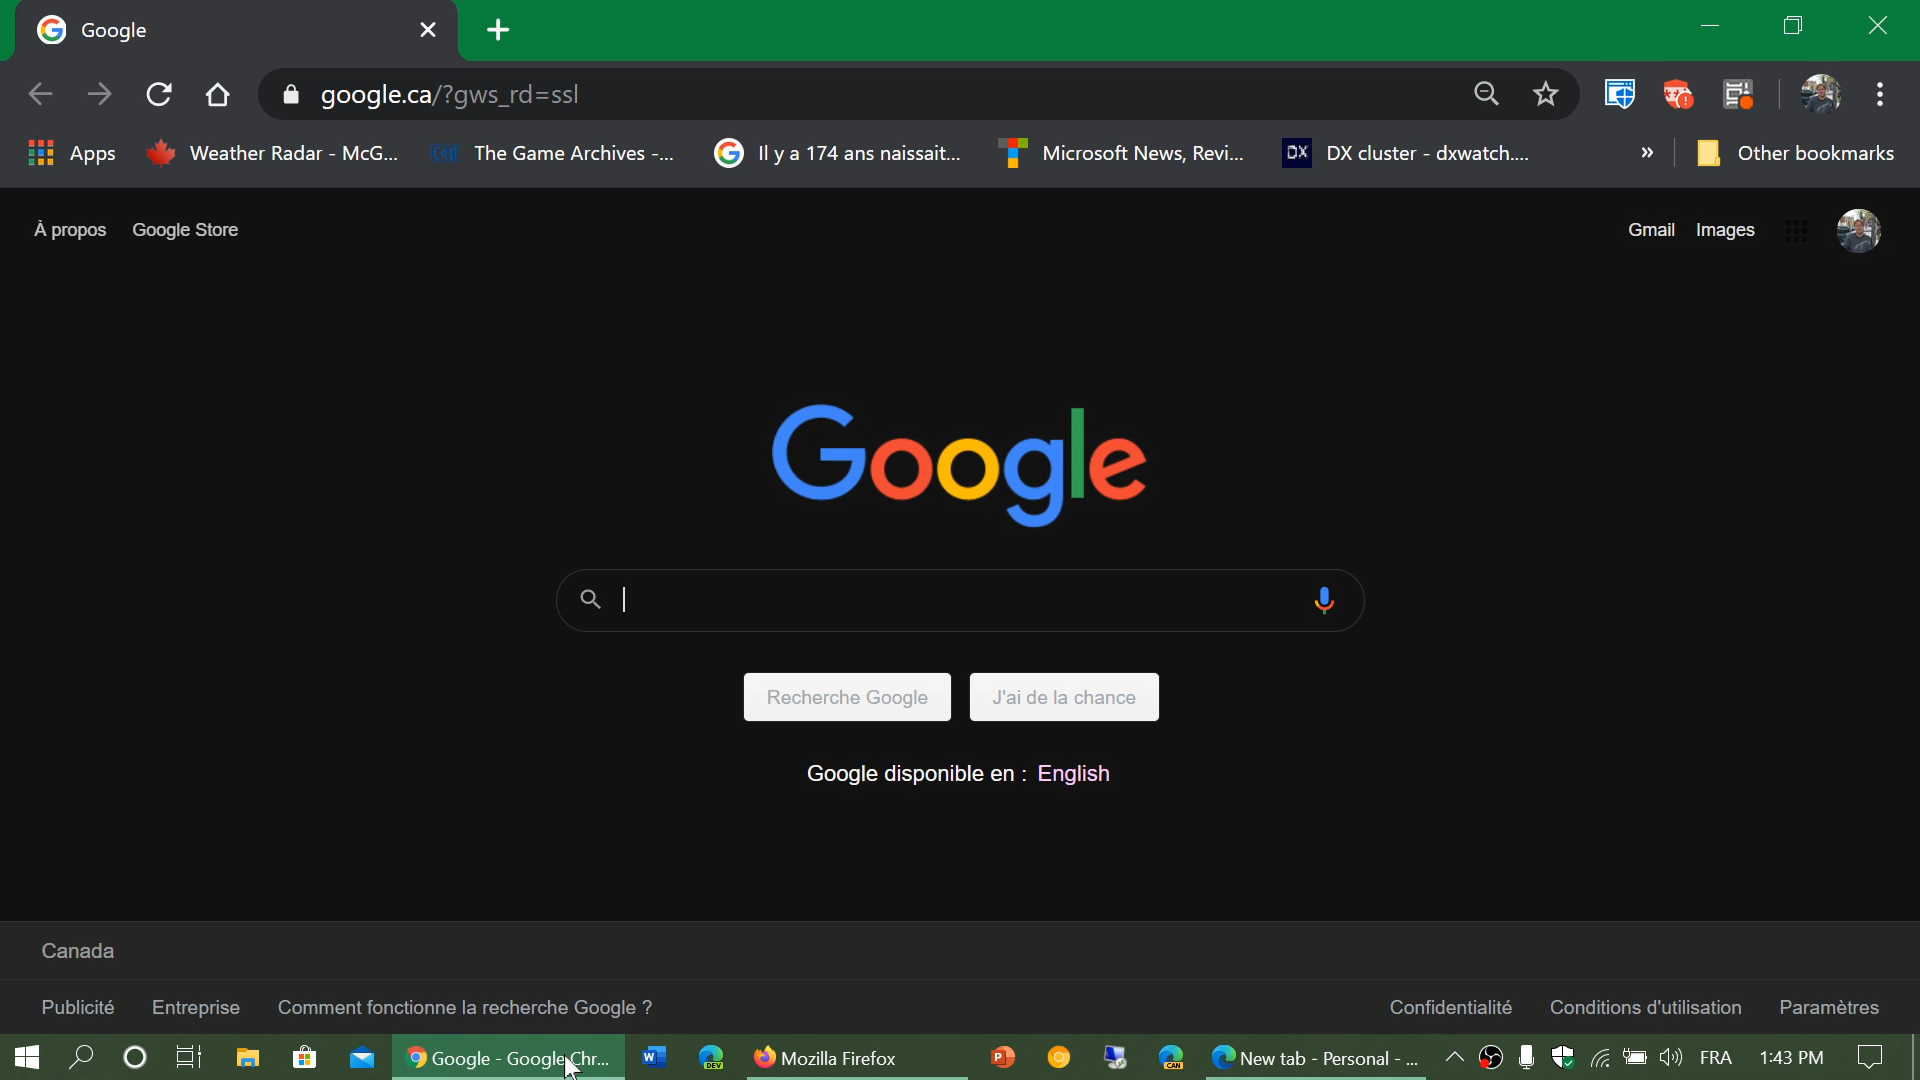 Google
google.ca/?gws_rd=ssl
Apps Weather Radar - McG... The Game Archives -... Il y a 174 ans naissait... Microsoft News, Revi... DX DX cluster - dxwatch.... » Other bookmarks
À propos Google Store Gmail Images
Google
Recherche Google J'ai de la chance
Google disponible en : English
Canada
Publicité Entreprise Comment fonctionne la recherche Google ? Confidentialité Conditions d'utilisation Paramètres
Google - Google Chr... DEV Mozilla Firefox CAN New tab - Personal - ... FRA 1:43 PM